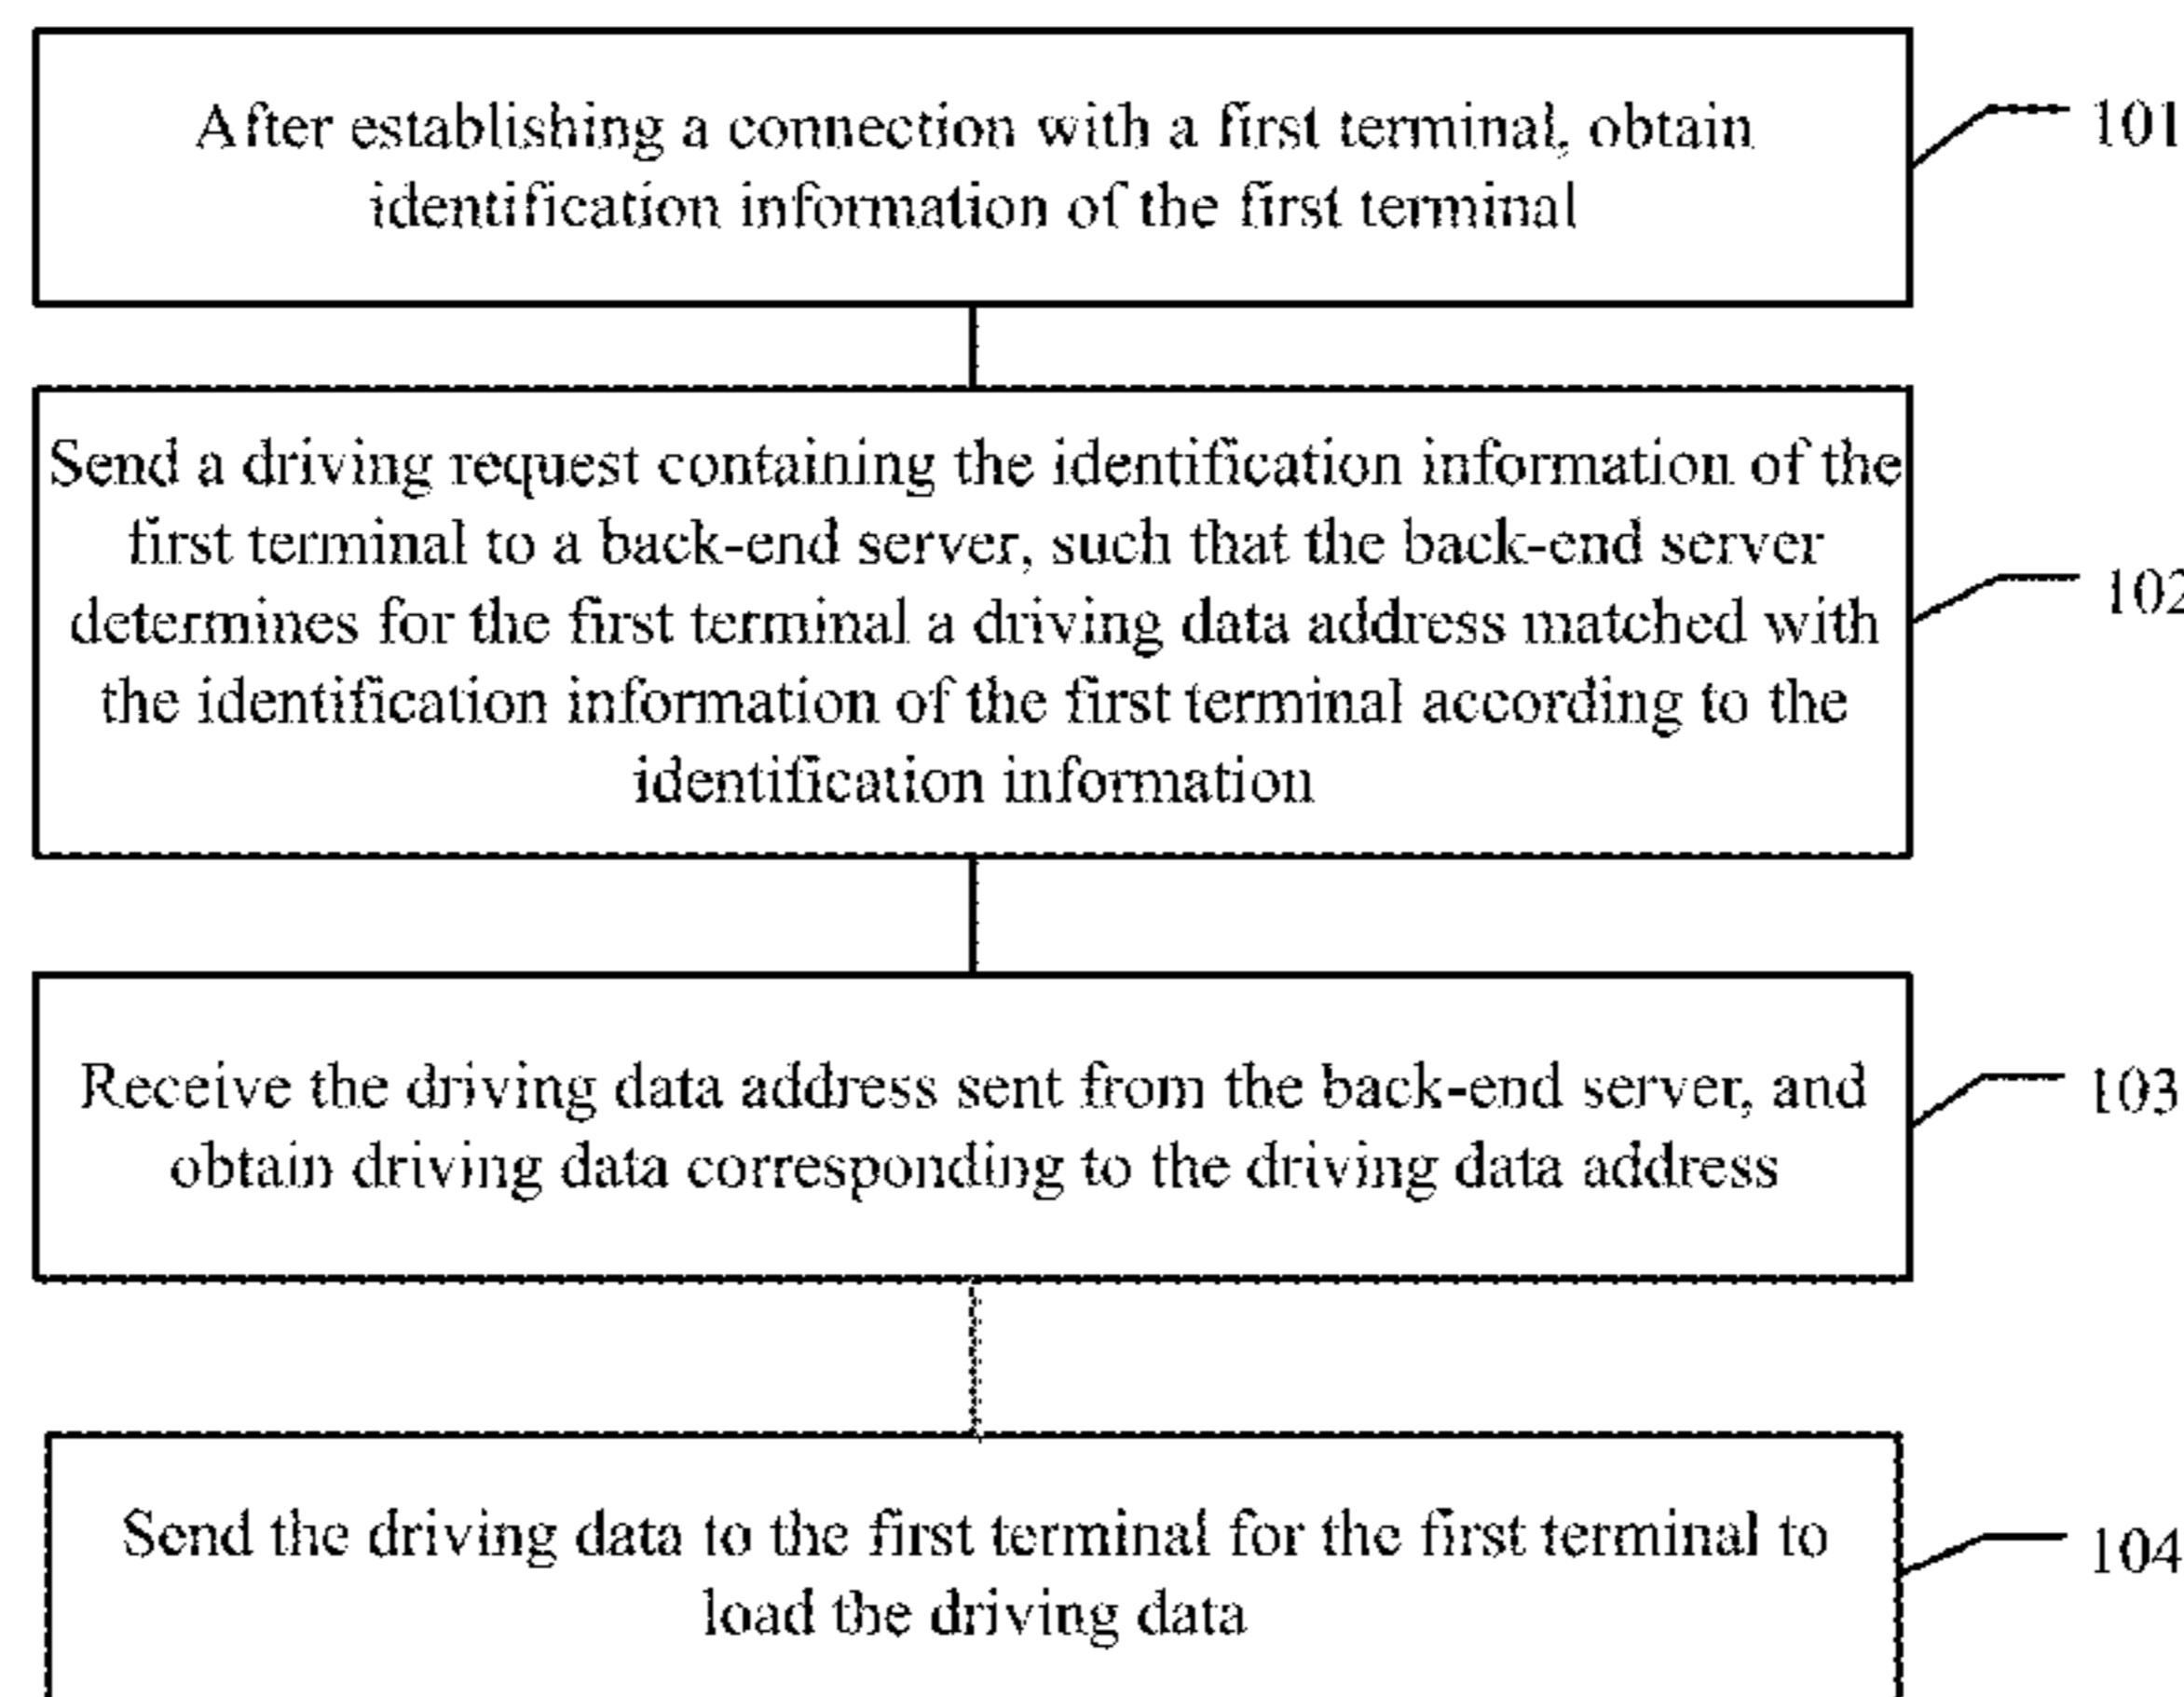 After establishing a connection with a first terminal, obtain
identification information of the first terminal
101
Send a driving request containing the identification information of the
first terminal to a back-end server, such that the back-end server
determines for the first terminal a driving data address matched with
the identification information of the first terminal according to the
identification information
102
Receive the driving data address sent from the back-end server, and
obtain driving data corresponding to the driving data address
103
Send the driving data to the first terminal for the first terminal to
load the driving data
104